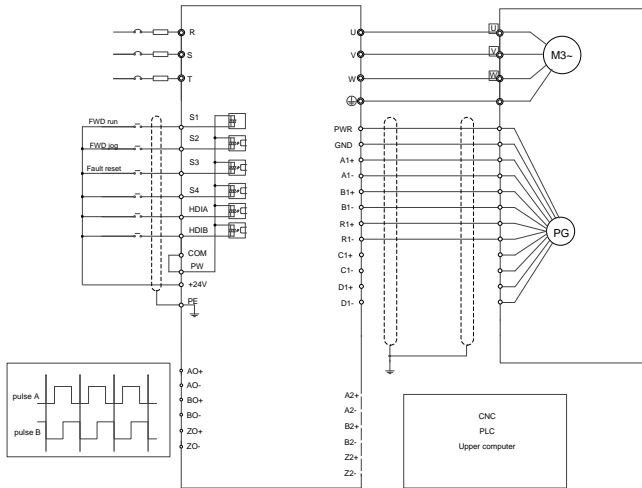 R
S
T
FWD run
FWD jog
Fault reset
S1
S2
S3
S4
HDIA
HDIB
COM
PW
+24V
PE
AO+
AO-
BO+
BO-
ZO+
ZO-
pulse A
pulse B
U
V
W
U
V
W
M3~
PWR
GND
A1+
A1-
B1+
B1-
R1+
R1-
C1+
C1-
D1+
D1-
PG
A2+
A2-
B2+
B2-
Z2+
Z2-
CNC
PLC
Upper computer